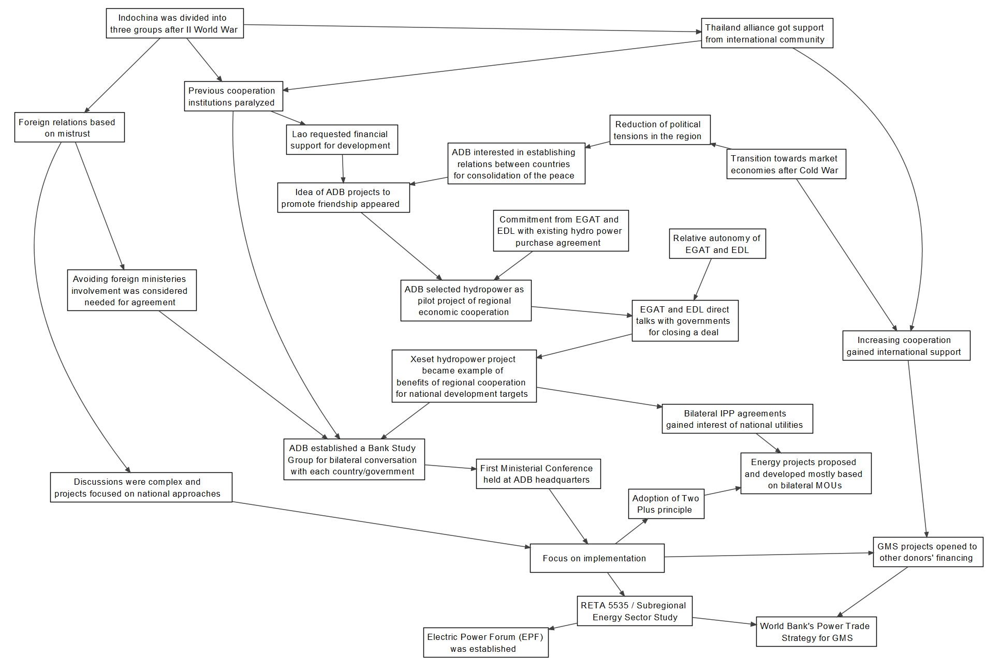 Indochina was divided into
three groups after II World War
Thailand alliance got support
from international community
Previous cooperation
institutions paralyzed
Foreign relations based
on mistrust
Lao requested financial
support for development
Reduction of political
tensions in the region
ADB interested in establishing
relations between countries
for consolidation of the peace
Transition towards market
economies after Cold War
Idea of ADB projects to
promote friendship appeared
Commitment from EGAT and
EDL with existing hydro power
purchase agreement
Relative autonomy of
EGAT and EDL
Avoiding foreign ministeries
involvement was considered
needed for agreement
ADB selected hydropower as
pilot project of regional
economic cooperation
EGAT and EDL direct
talks with governments
for closing a deal
Increasing cooperation
gained international support
Xeset hydropower project
became example of
benefits of regional cooperation
for national development targets
Bilateral IPP agreements
gained interest of national utilities
ADB established a Bank Study
Group for bilateral conversation
with each country/government
First Ministerial Conference
held at ADB headquarters
Energy projects proposed
and developed mostly based
on bilateral MOUs
Discussions were complex and
projects focused on national approaches
Adoption of Two
Plus principle
Focus on implementation
GMS projects opened to
other donors' financing
RETA 5535 / Subregional
Energy Sector Study
World Bank's Power Trade
Strategy for GMS
Electric Power Forum (EPF)
was established